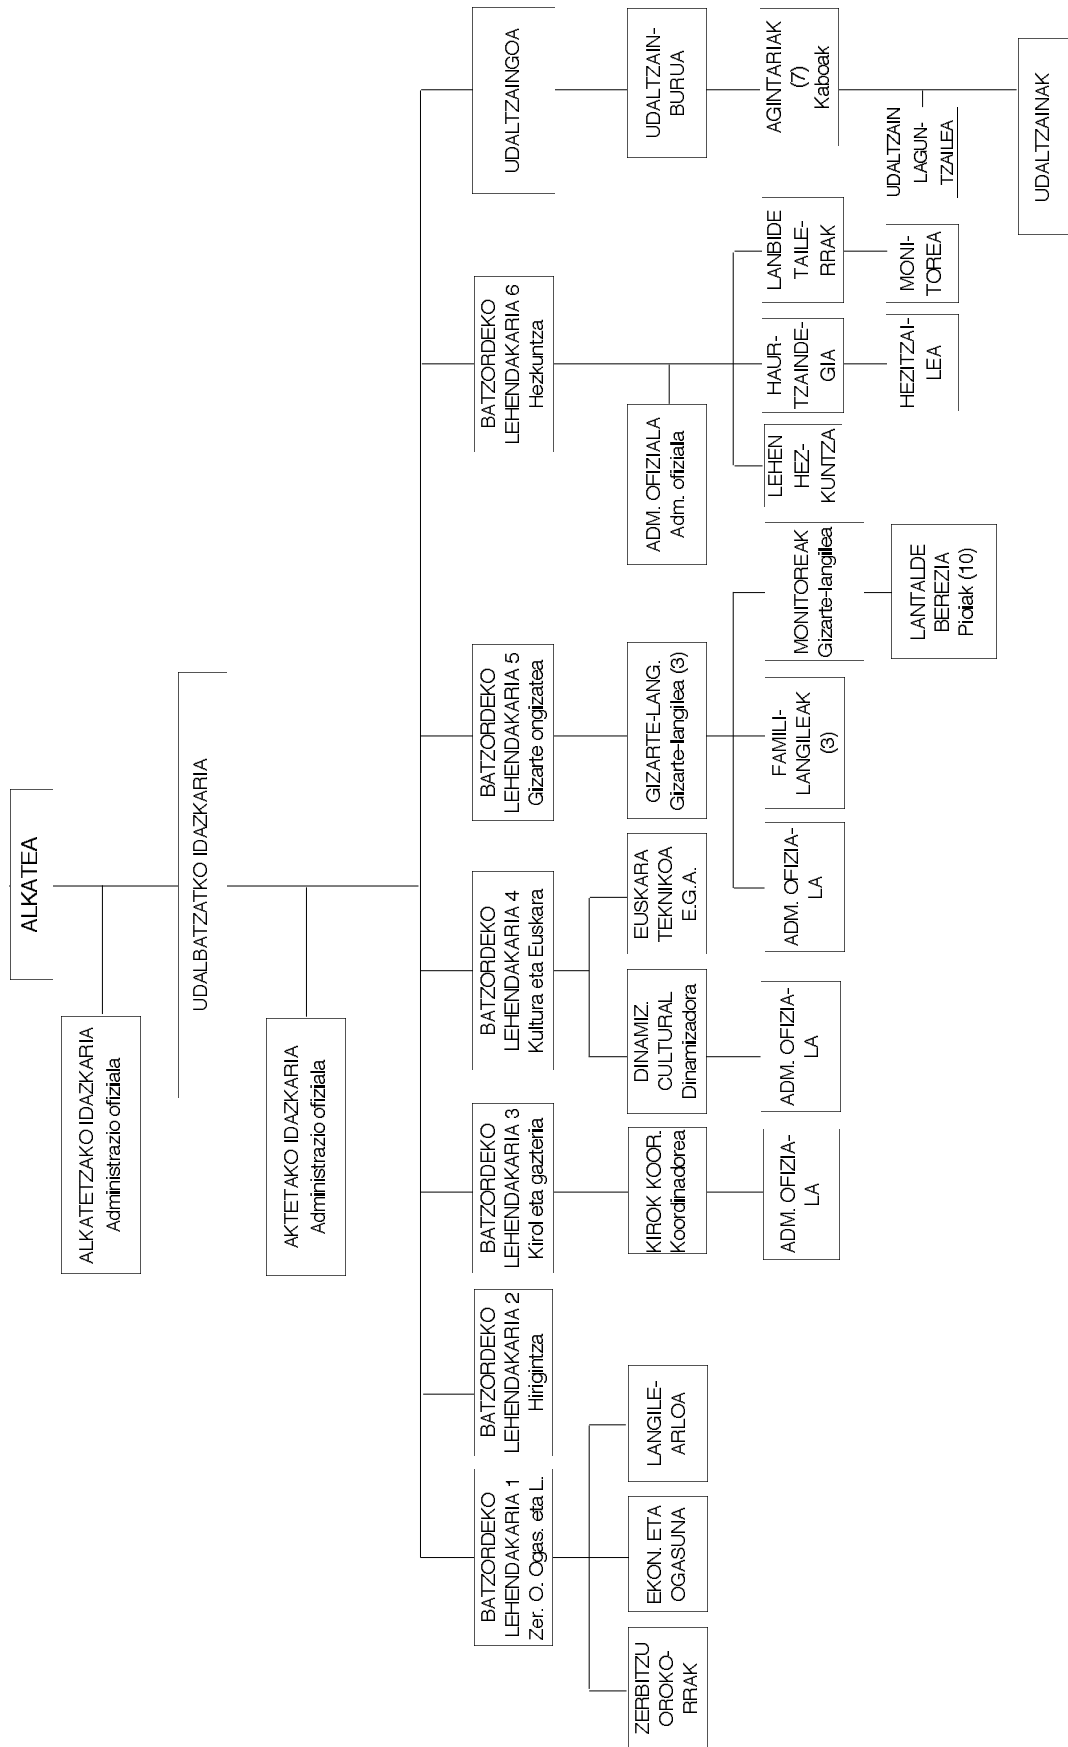 ALKATEA
ALKATETZAKO IDAZKARIA
Administrazio ofiziala
UDALBATZATKO IDAZKARIA
AKTETAKO IDAZKARIA
Administrazio ofiziala
BATZORDEKO
LEHENDAKARIA 1
Zer. O. Ogas. eta L.
BATZORDEKO
LEHENDAKARIA 2
Hirigintza
BATZORDEKO
LEHENDAKARIA 3
Kirol eta gazteria
BATZORDEKO
LEHENDAKARIA 4
Kultura eta Euskara
BATZORDEKO
LEHENDAKARIA 5
Gizarte ongizatea
BATZORDEKO
LEHENDAKARIA 6
Hezkuntza
UDALTZAINGOA
ZERBITZU
OROKO-
RRAK
EKON. ETA
OGASUNA
LANGILE-
ARLOA
KIROK KOOR.
Koordinadorea
DINAMIZ.
CULTURAL
Dinamizadora
EUSKARA
TEKNIKOA
E.G.A.
GIZARTE-LANG.
Gizarte-langilea (3)
ADM. OFIZIALA
Adm. ofiziala
UDALTZAIN-
BURUA
ADM. OFIZIA-
LA
ADM. OFIZIA-
LA
ADM. OFIZIA-
LA
FAMILI-
LANGILEAK
(3)
MONITOREAK
Gizarte-langilea
LEHEN
HEZ-
KUNTZA
HAUR-
TZAINDE-
GIA
LANBIDE
TAILE-
RRAK
AGINTARIAK
(7)
Kaboak
LANTALDE
BEREZIA
Pioiak (10)
HEZITZAI-
LEA
MONI-
TOREA
UDALTZAIN
LAGUN-
TZAILEA
UDALTZAINAK